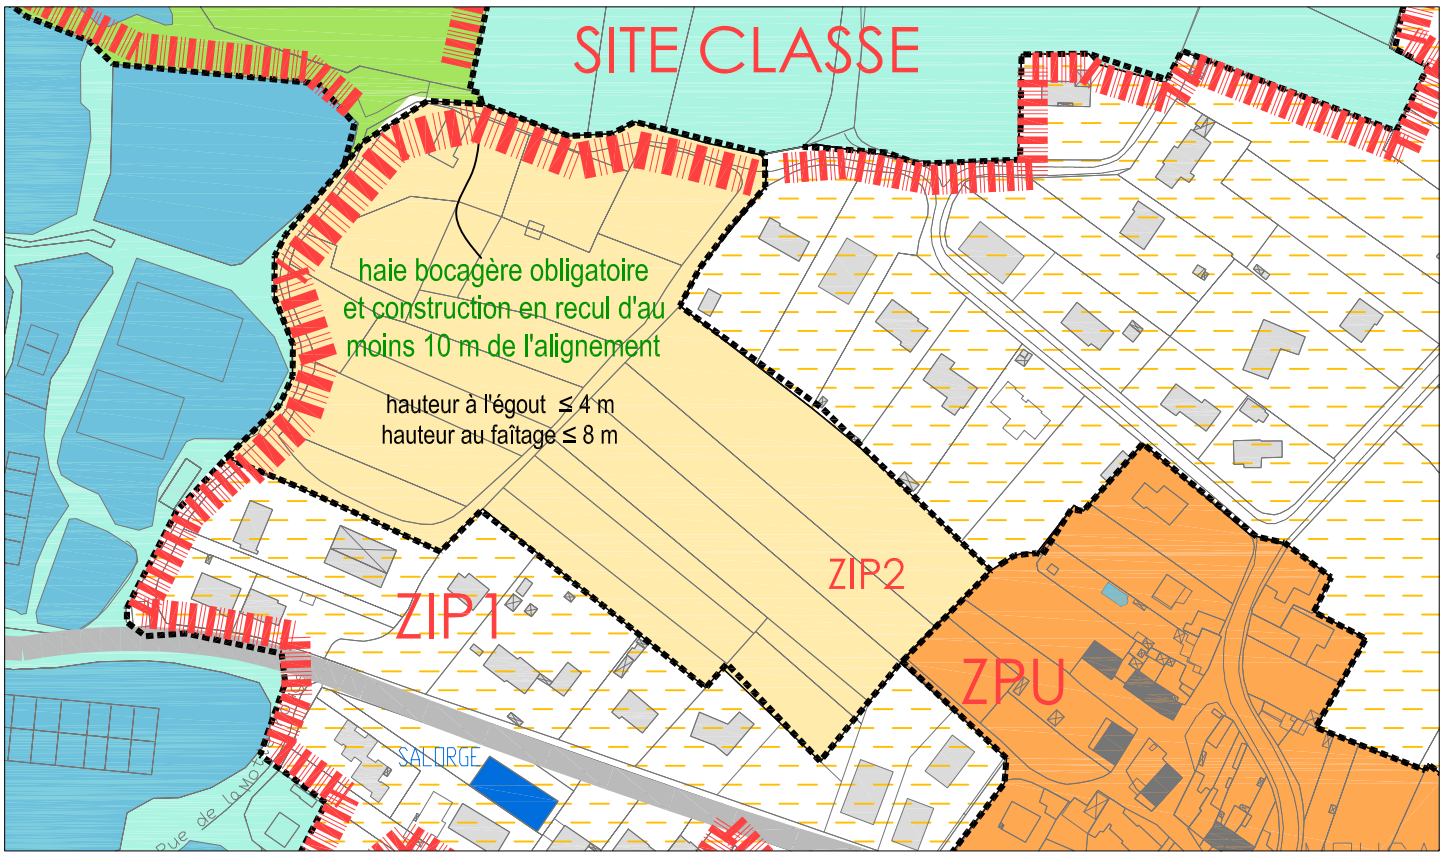 SITE CLASSE
haie bocagère obligatoire
et construction en recul d'au
moins 10 m de l'alignement
hauteur à l'égout ≤ 4 m
hauteur au faîtage ≤ 8 m
ZIP2
ZIP1
ZPU
SALORGE
Rue de la